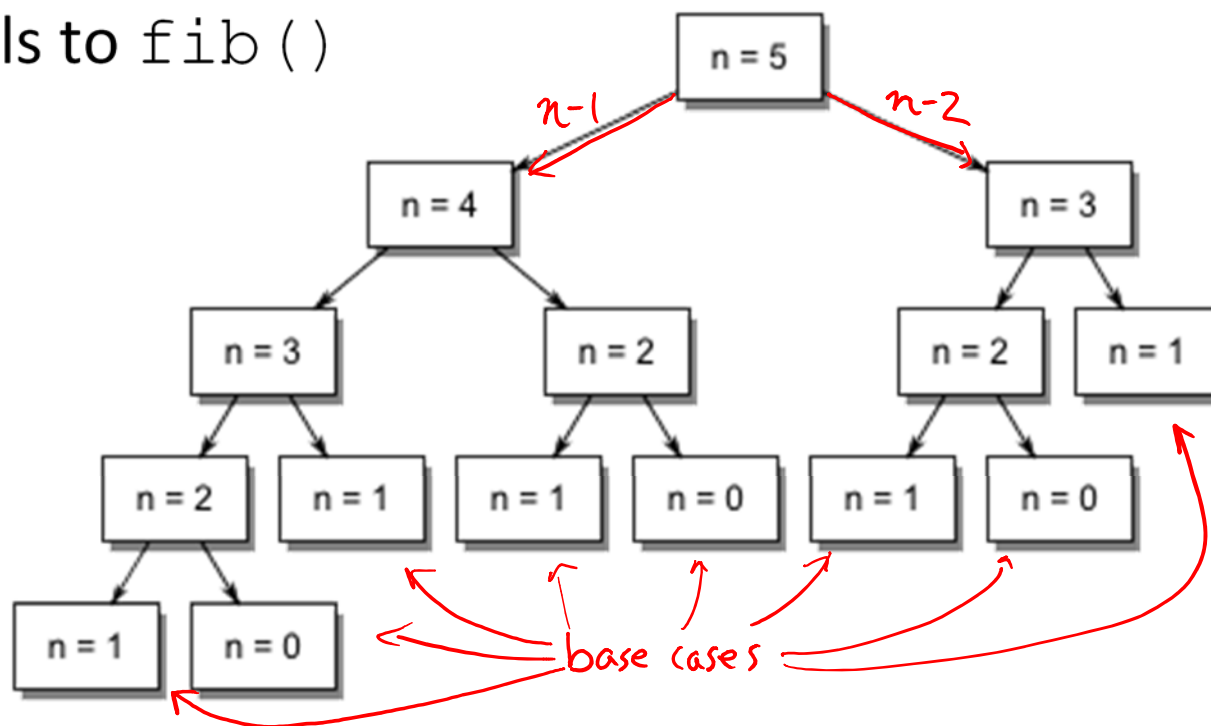 ls to fib()
n = 5
n-1
n-2
n = 4
n = 3
n = 3
n = 2
n = 2
n = 1
n = 2
n = 1
n = 1
n = 0
n = 1
n = 0
n = 1
n = 0
base cases